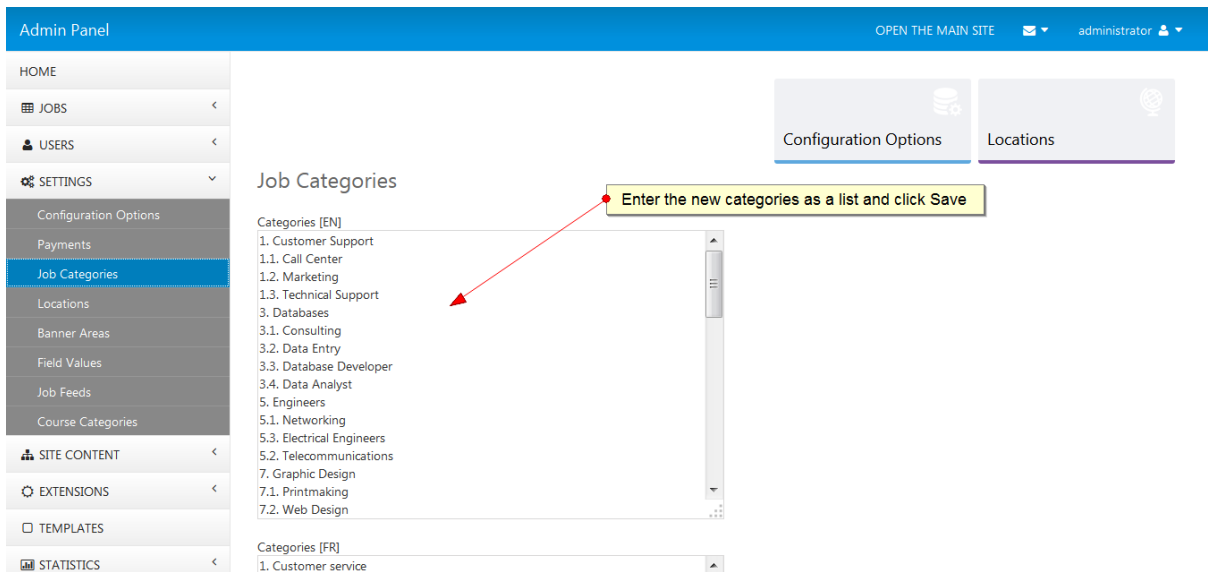 Admin Panel
OPEN THE MAIN SITE
administrator
HOME
JOBS
USERS
SETTINGS
Configuration Options
Payments
Job Categories
Locations
Banner Areas
Field Values
Job Feeds
Course Categories
SITE CONTENT
EXTENSIONS
TEMPLATES
STATISTICS
Configuration Options
Locations
Job Categories
Enter the new categories as a list and click Save
Categories [EN]
1. Customer Support
1.1. Call Center
1.2. Marketing
1.3. Technical Support
3. Databases
3.1. Consulting
3.2. Data Entry
3.3. Database Developer
3.4. Data Analyst
5. Engineers
5.1. Networking
5.3. Electrical Engineers
5.2. Telecommunications
7. Graphic Design
7.1. Printmaking
7.2. Web Design
Categories [FR]
1. Customer service